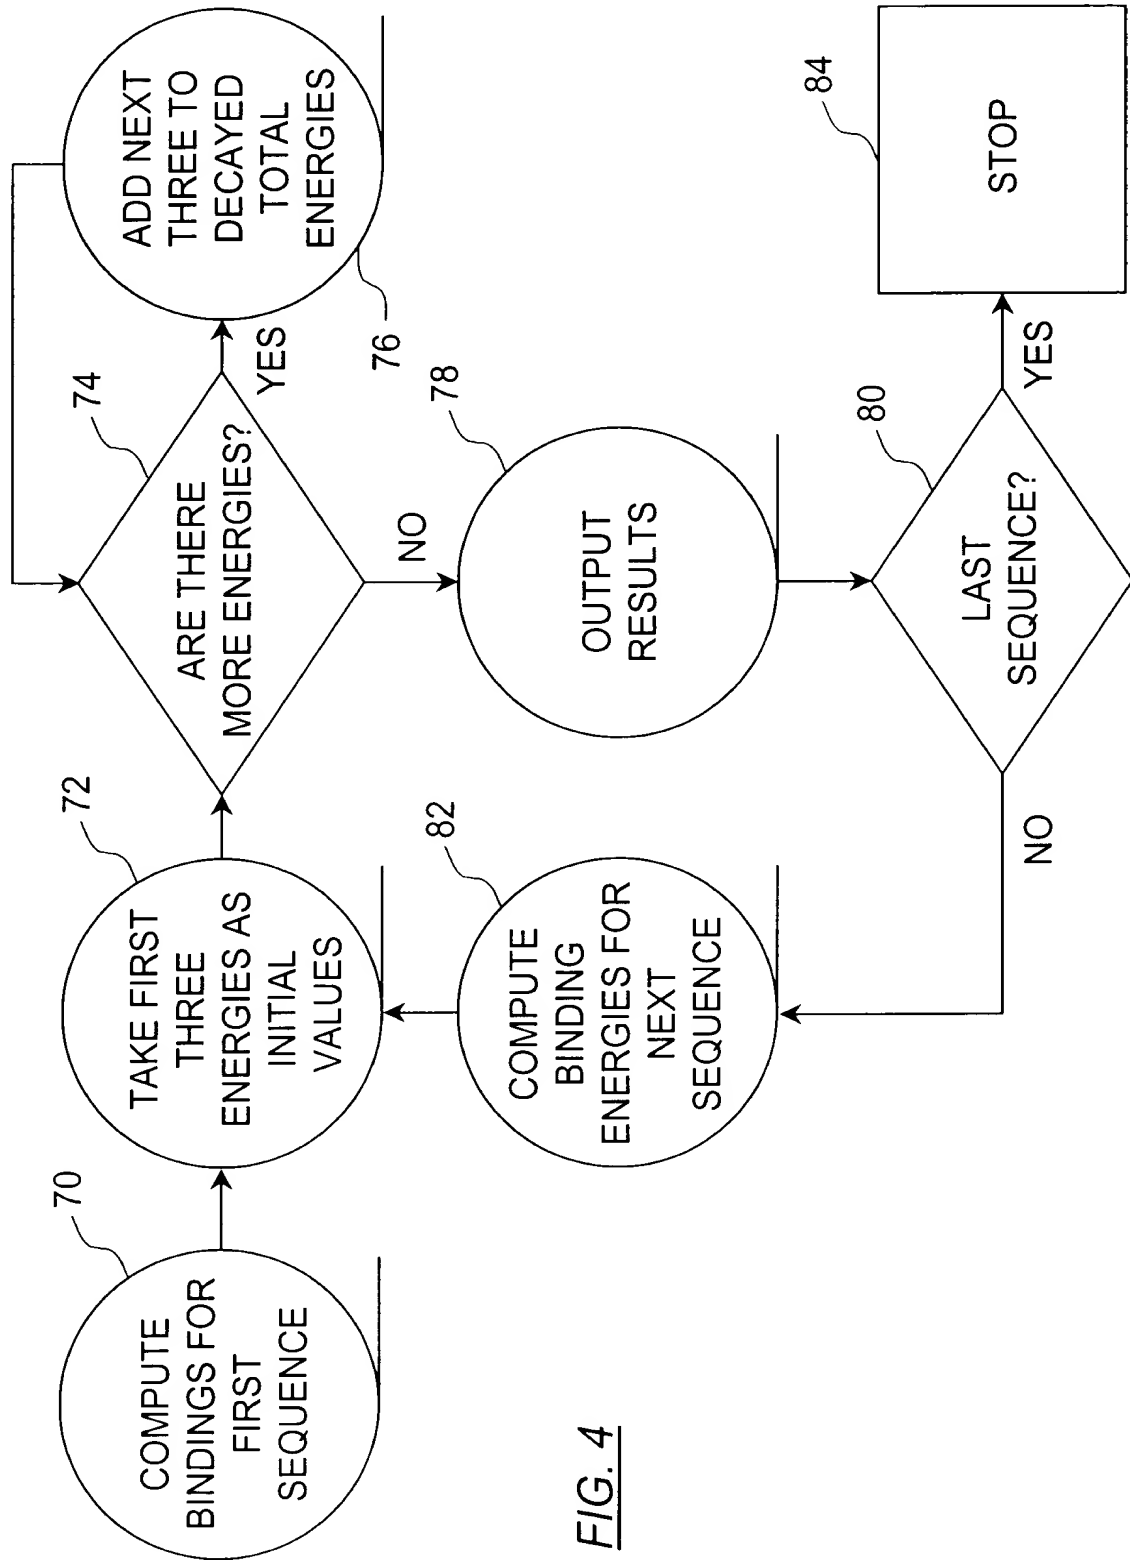 70
COMPUTE
BINDINGS FOR
FIRST
SEQUENCE
72
TAKE FIRST
THREE
ENERGIES AS
INITIAL
VALUES
74
ARE THERE
MORE ENERGIES?
YES
NO
76
ADD NEXT
THREE TO
DECAYED
TOTAL
ENERGIES
82
COMPUTE
BINDING
ENERGIES FOR
NEXT
SEQUENCE
78
OUTPUT
RESULTS
80
LAST
SEQUENCE?
NO
YES
84
STOP
FIG. 4